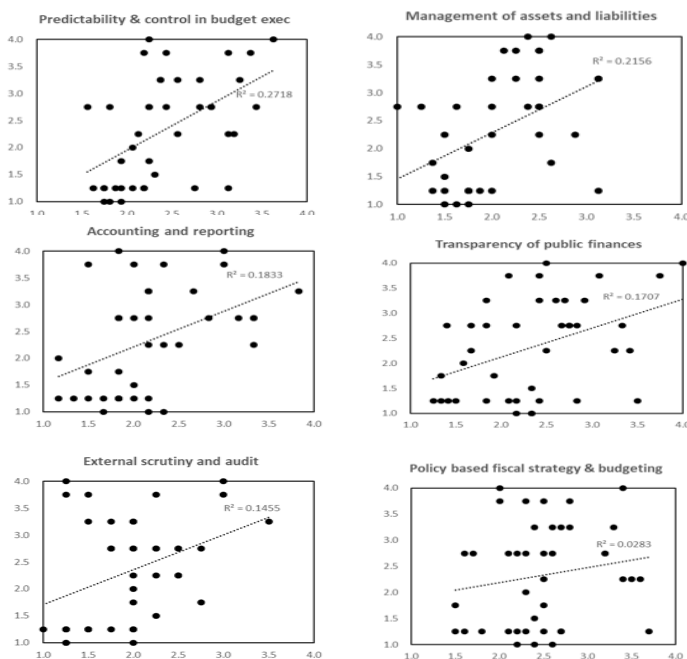 Predictability & control in budget exec
4.0
3.5
3.0
2.5
2.0
1.5
1.0
R² = 0.2718
1.0 1.5 2.0 2.5 3.0 3.5 4.0
Management of assets and liabilities
4.0
3.5
3.0
2.5
2.0
1.5
1.0
R² = 0.2156
1.0 1.5 2.0 2.5 3.0 3.5 4.0
Accounting and reporting
4.0
3.5
3.0
2.5
2.0
1.5
1.0
R² = 0.1833
1.0 1.5 2.0 2.5 3.0 3.5 4.0
Transparency of public finances
4.0
3.5
3.0
2.5
2.0
1.5
1.0
R² = 0.1707
1.0 1.5 2.0 2.5 3.0 3.5 4.0
External scrutiny and audit
4.0
3.5
3.0
2.5
2.0
1.5
1.0
R² = 0.1455
1.0 1.5 2.0 2.5 3.0 3.5 4.0
Policy based fiscal strategy & budgeting
4.0
3.5
3.0
2.5
2.0
1.5
1.0
R² = 0.0283
1.0 1.5 2.0 2.5 3.0 3.5 4.0